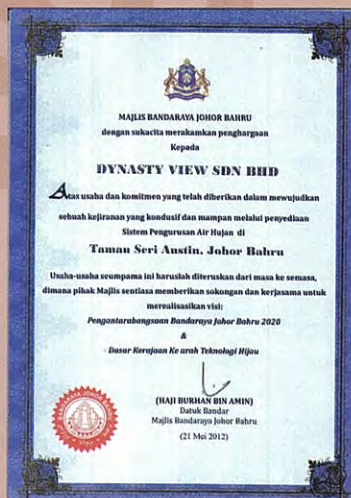 MAJLIS BANDARAYA JOHOR BAHRU
dengan sukacita merakamkan penghargaan
Kepada
DYNASTY VIEW SDN BHD
Atas usaha dan komitmen yang telah diberikan dalam mewujudkan
sebuah kejiranan yang kondusif dan mampan melalui penyediaan
Sistem Pengurusan Air Hujan di
Taman Seri Austin, Johor Bahru
Usaha-usaha seumpama ini haruslah diteruskan dari masa ke semasa,
dimana pihak Majlis sentiasa memberikan sokongan dan kerjasama untuk
merealisasikan visi:
Pengantarabangsaan Bandaraya Johor Bahru 2020
&
Dasar Kerajaan Ke arah Teknologi Hijau
(HAJI BURHAN BIN AMIN)
Datuk Bandar
Majlis Bandaraya Johor Bahru
(21 Mei 2012)